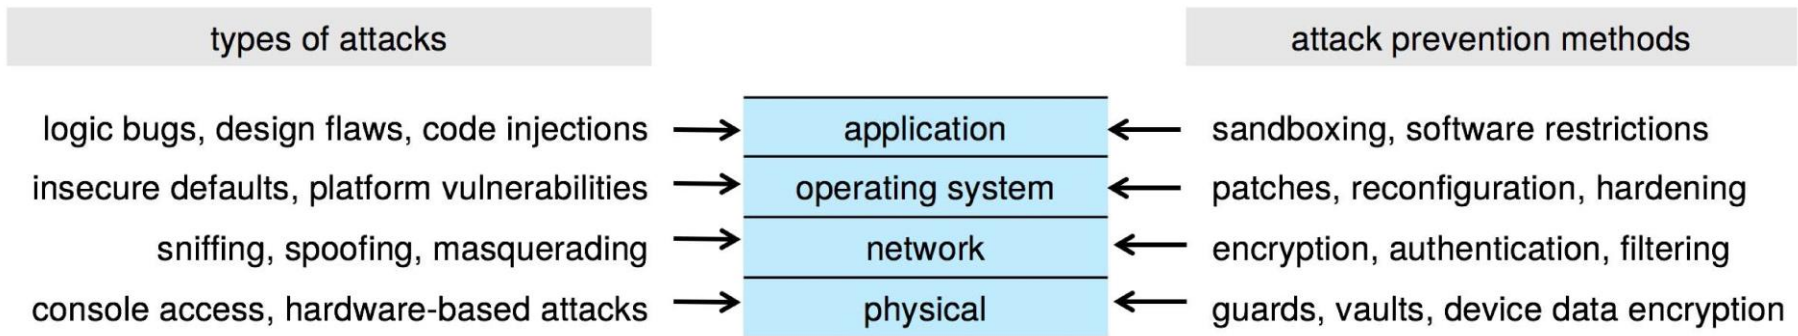 types of attacks
attack prevention methods
logic bugs, design flaws, code injections
application
sandboxing, software restrictions
insecure defaults, platform vulnerabilities
operating system
patches, reconfiguration, hardening
sniffing, spoofing, masquerading
network
encryption, authentication, filtering
console access, hardware-based attacks
physical
guards, vaults, device data encryption